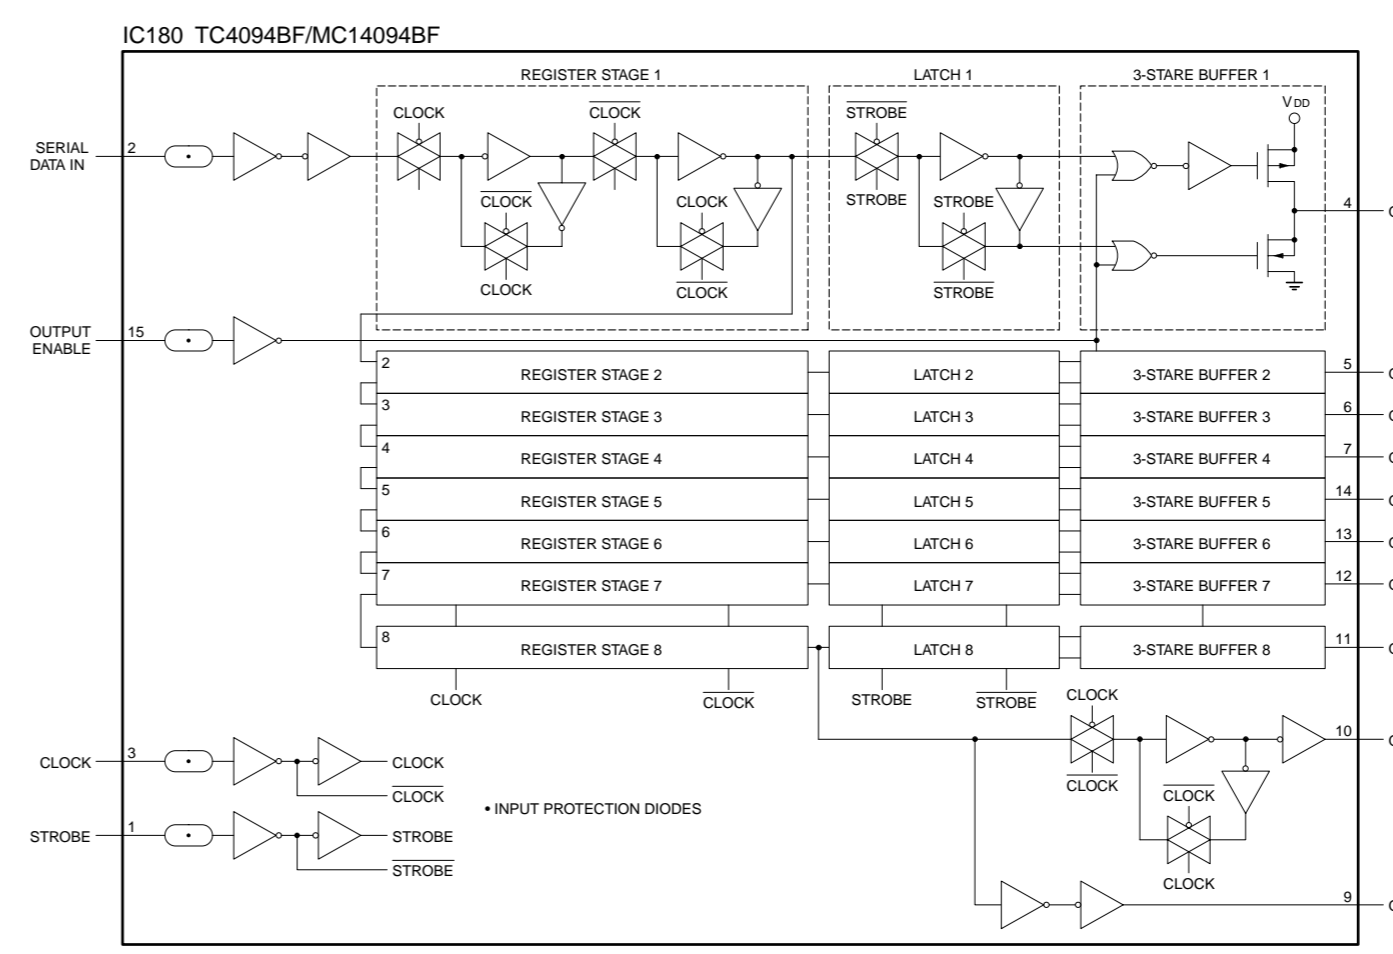 IC180 TC4094BF/MC14094BF
REGISTER STAGE 1
LATCH 1
3-STARE BUFFER 1
CLOCK
CLOCK
STROBE
VDD
SERIAL
DATA IN
2
CLOCK
CLOCK
STROBE
STROBE
4
CLOCK
CLOCK
STROBE
OUTPUT
ENABLE
15
2
REGISTER STAGE 2
LATCH 2
3-STARE BUFFER 2
5
3
REGISTER STAGE 3
LATCH 3
3-STARE BUFFER 3
6
4
REGISTER STAGE 4
LATCH 4
3-STARE BUFFER 4
7
5
REGISTER STAGE 5
LATCH 5
3-STARE BUFFER 5
14
6
REGISTER STAGE 6
LATCH 6
3-STARE BUFFER 6
13
7
REGISTER STAGE 7
LATCH 7
3-STARE BUFFER 7
12
8
REGISTER STAGE 8
LATCH 8
3-STARE BUFFER 8
11
CLOCK
CLOCK
STROBE
STROBE
CLOCK
10
CLOCK
3
CLOCK
CLOCK
CLOCK
CLOCK
• INPUT PROTECTION DIODES
STROBE
1
STROBE
STROBE
CLOCK
9